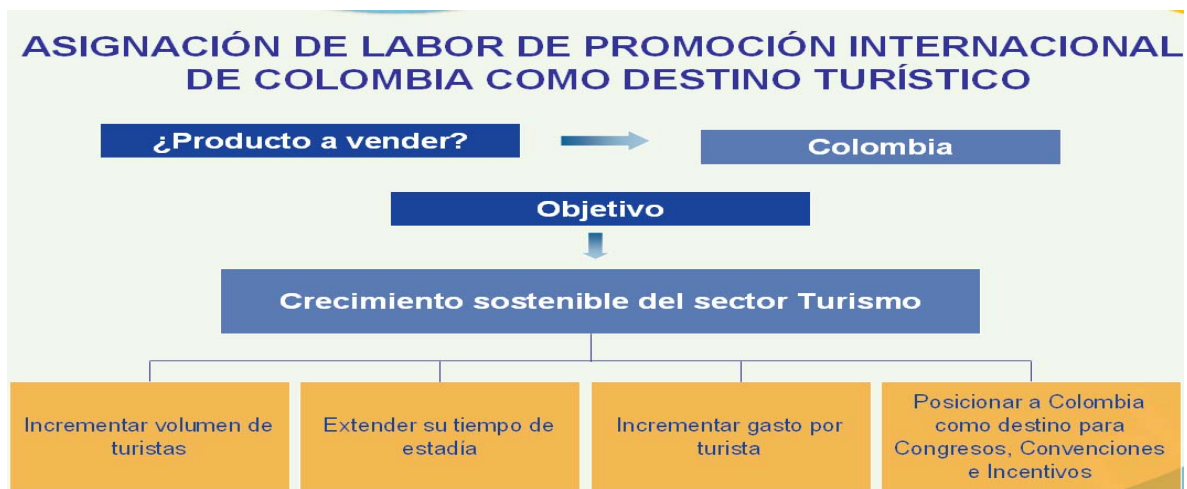 ASIGNACIÓN DE LABOR DE PROMOCIÓN INTERNACIONAL
DE COLOMBIA COMO DESTINO TURÍSTICO
¿Producto a vender?
Colombia
Objetivo
Crecimiento sostenible del sector Turismo
Incrementar volumen de
turistas
Extender su tiempo de
estadía
Incrementar gasto por
turista
Posicionar a Colombia
como destino para
Congresos, Convenciones
e Incentivos